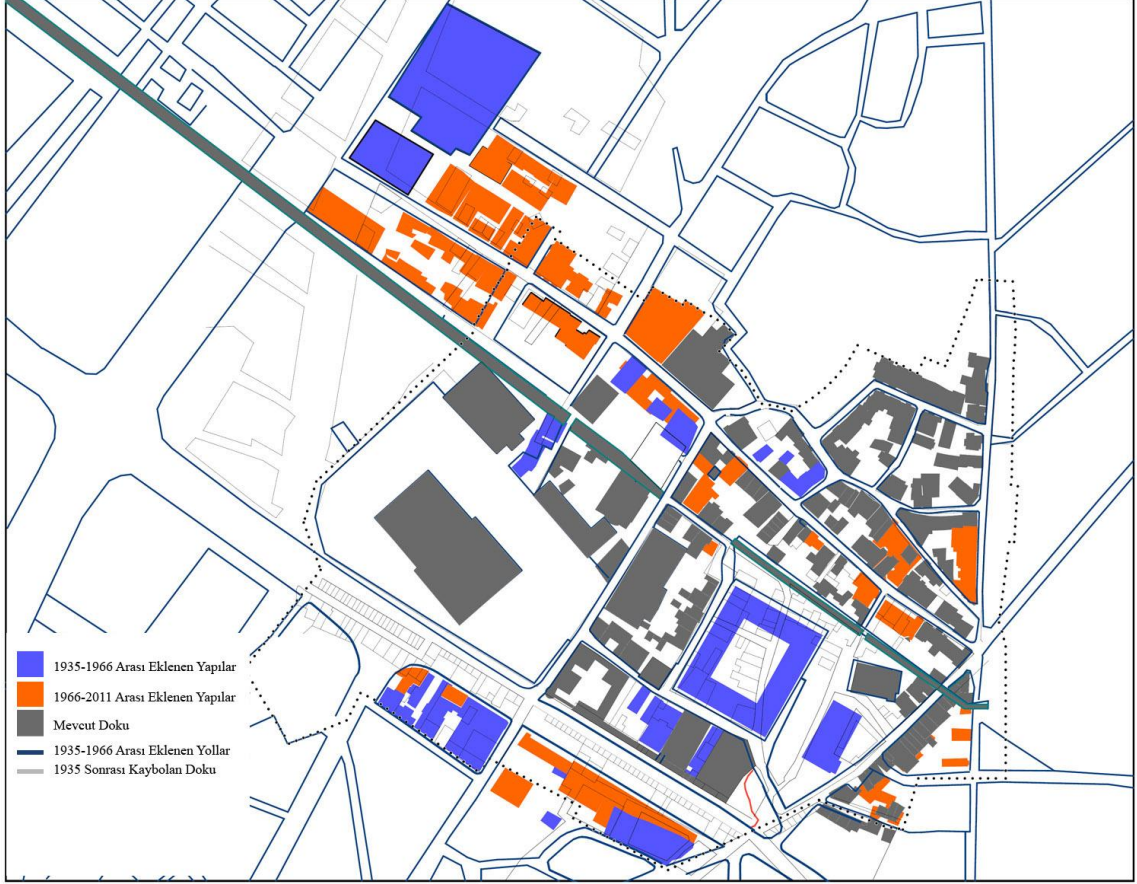 1935-1966 Arası Eklenen Yapılar
1966-2011 Arası Eklenen Yapılar
Mevcut Doku
1935-1966 Arası Eklenen Yollar
1935 Sonrası Kaybolan Doku